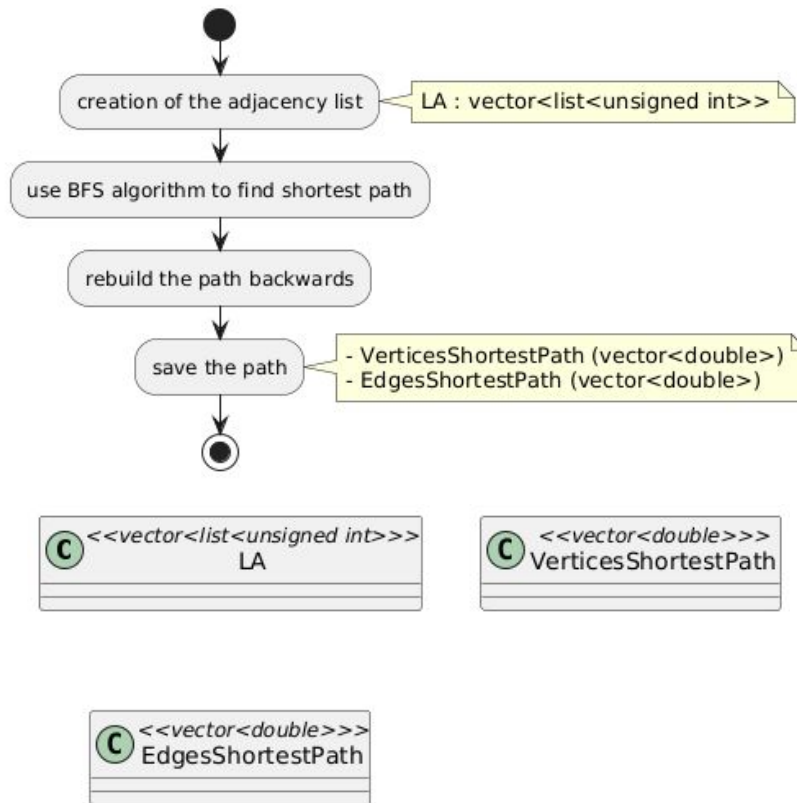 creation of the adjacency list
LA : vector<list<unsigned int>>
use BFS algorithm to find shortest path
rebuild the path backwards
save the path
- VerticesShortestPath (vector<double>)
- EdgesShortestPath (vector<double>)
C
<<vector<list<unsigned int>>>
LA
C
<<vector<double>>>
VerticesShortestPath
C
<<vector<double>>>
EdgesShortestPath